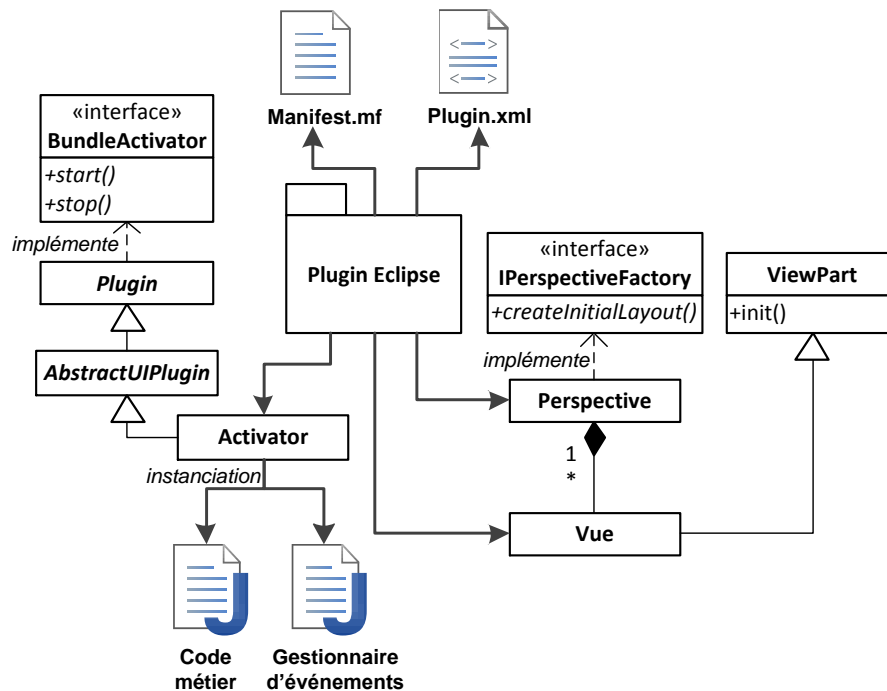 Manifest.mf
Plugin.xml
«interface»
BundleActivator
+start()
+stop()
implémente
Plugin
AbstractUIPlugin
Plugin Eclipse
«interface»
IPerspectiveFactory
+createInitialLayout()
implémente
ViewPart
+init()
Perspective
Activator
instanciation
1
*
Vue
Code
métier
Gestionnaire
d'événements